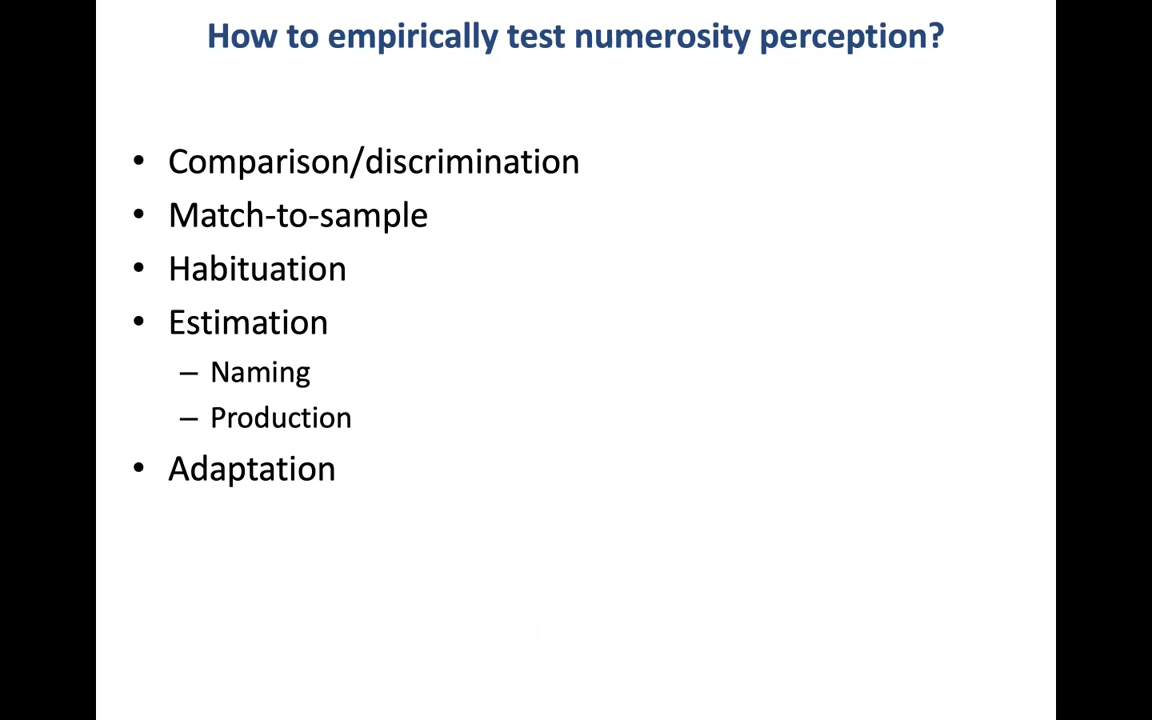 How to empirically test numerosity perception?
• Comparison/discrimination
• Match-to-sample
• Habituation
• Estimation
– Naming
– Production
• Adaptation